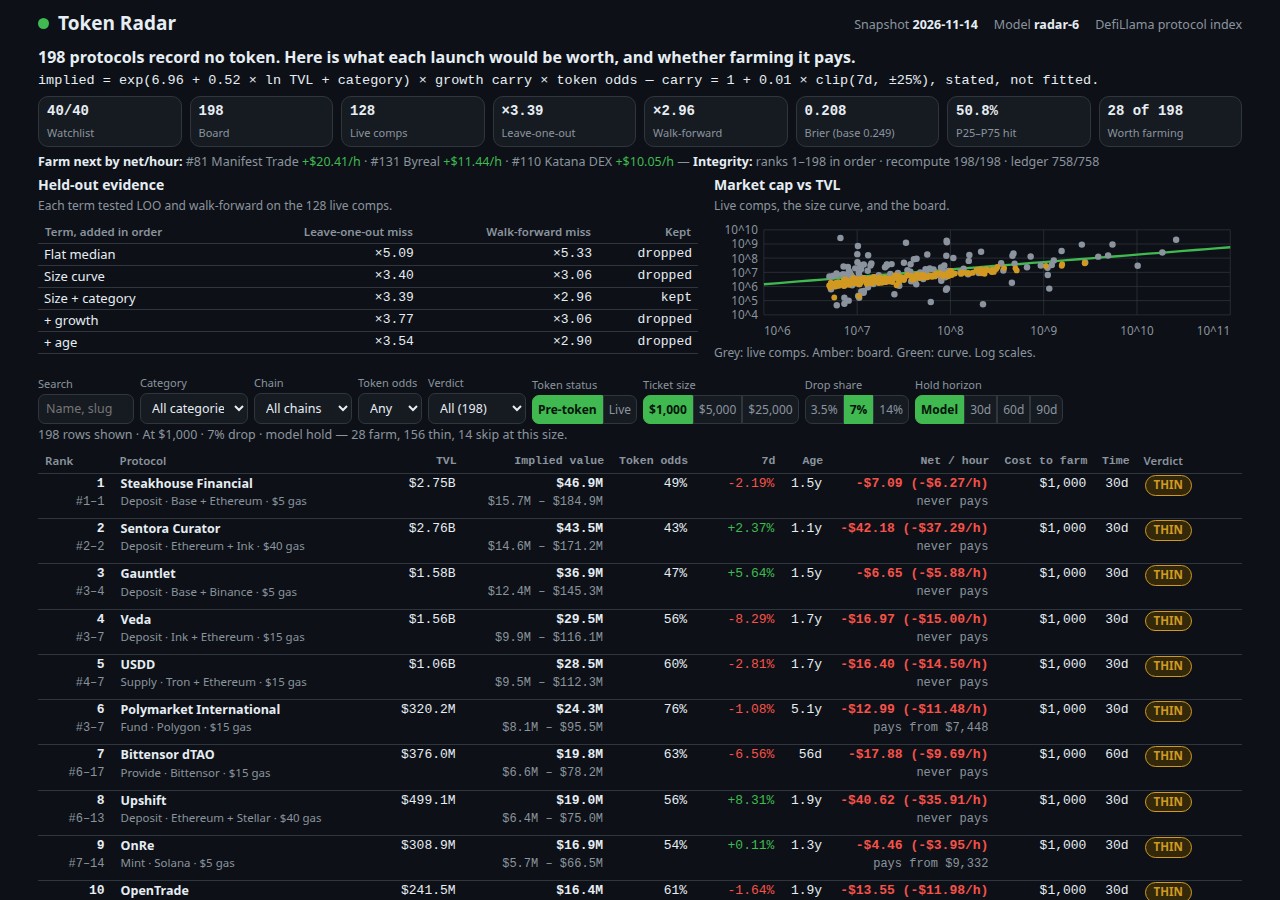 Token Radar
Snapshot 2026-11-14 Model radar-6 DefiLlama protocol index
198 protocols record no token. Here is what each launch would be worth, and whether farming it pays.
implied = exp(6.96 + 0.52 × ln TVL + category) × growth carry × token odds — carry = 1 + 0.01 × clip(7d, ±25%), stated, not fitted.
40/40 198 128 ×3.39 ×2.96 0.208 50.8% 28 of 198
Watchlist Board Live comps Leave-one-out Walk-forward Brier (base 0.249) P25–P75 hit Worth farming
Farm next by net/hour: #81 Manifest Trade +$20.41/h · #131 Byreal +$11.44/h · #110 Katana DEX +$10.05/h — Integrity: ranks 1–198 in order · recompute 198/198 · ledger 758/758
Held-out evidence
Each term tested LOO and walk-forward on the 128 live comps.
Term, added in order Leave-one-out miss Walk-forward miss Kept
Flat median ×5.09 ×5.33 dropped
Size curve ×3.40 ×3.06 dropped
Size + category ×3.39 ×2.96 kept
+ growth ×3.77 ×3.06 dropped
+ age ×3.54 ×2.90 dropped
Market cap vs TVL
Live comps, the size curve, and the board.
10^10
10^9
10^8
10^7
10^6
10^5
10^4
10^6 10^7 10^8 10^9 10^10 10^11
Grey: live comps. Amber: board. Green: curve. Log scales.
Search Category Chain Token odds Verdict Token status Ticket size Drop share Hold horizon
Name, slug All categorie All chains Any All (198) Pre-token Live $1,000 $5,000 $25,000 3.5% 7% 14% Model 30d 60d 90d
198 rows shown · At $1,000 · 7% drop · model hold — 28 farm, 156 thin, 14 skip at this size.
Rank Protocol TVL Implied value Token odds 7d Age Net / hour Cost to farm Time Verdict
1 Steakhouse Financial $2.75B $46.9M 49% -2.19% 1.5y -$7.09 (-$6.27/h) $1,000 30d THIN
#1–1 Deposit · Base + Ethereum · $5 gas $15.7M – $184.9M never pays
2 Sentora Curator $2.76B $43.5M 43% +2.37% 1.1y -$42.18 (-$37.29/h) $1,000 30d THIN
#2–2 Deposit · Ethereum + Ink · $40 gas $14.6M – $171.2M never pays
3 Gauntlet $1.58B $36.9M 47% +5.64% 1.5y -$6.65 (-$5.88/h) $1,000 30d THIN
#3–4 Deposit · Base + Binance · $5 gas $12.4M – $145.3M never pays
4 Veda $1.56B $29.5M 56% -8.29% 1.7y -$16.97 (-$15.00/h) $1,000 30d THIN
#3–7 Deposit · Ink + Ethereum · $15 gas $9.9M – $116.1M never pays
5 USDD $1.06B $28.5M 60% -2.81% 1.7y -$16.40 (-$14.50/h) $1,000 30d THIN
#4–7 Supply · Tron + Ethereum · $15 gas $9.5M – $112.3M never pays
6 Polymarket International $320.2M $24.3M 76% -1.08% 5.1y -$12.99 (-$11.48/h) $1,000 30d THIN
#3–7 Fund · Polygon · $15 gas $8.1M – $95.5M pays from $7,448
7 Bittensor dTAO $376.0M $19.8M 63% -6.56% 56d -$17.88 (-$9.69/h) $1,000 60d THIN
#6–17 Provide · Bittensor · $15 gas $6.6M – $78.2M never pays
8 Upshift $499.1M $19.0M 56% +8.31% 1.9y -$40.62 (-$35.91/h) $1,000 30d THIN
#6–13 Deposit · Ethereum + Stellar · $40 gas $6.4M – $75.0M never pays
9 OnRe $308.9M $16.9M 54% +0.11% 1.3y -$4.46 (-$3.95/h) $1,000 30d THIN
#7–14 Mint · Solana · $5 gas $5.7M – $66.5M pays from $9,332
10 OpenTrade $241.5M $16.4M 61% -1.64% 1.9y -$13.55 (-$11.98/h) $1,000 30d THIN